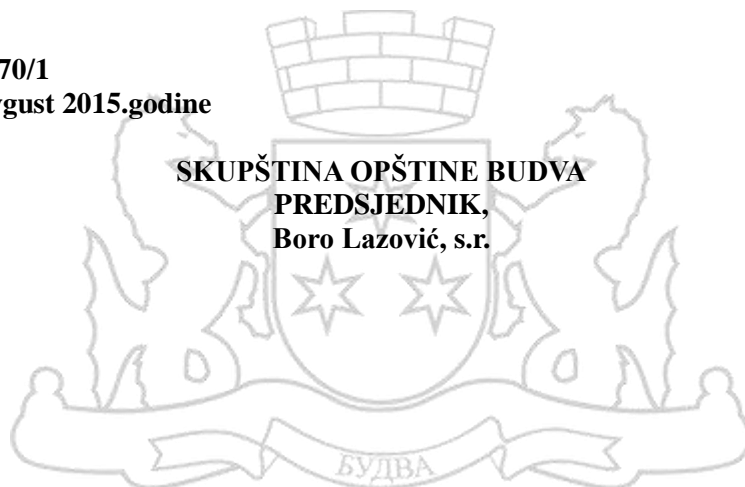 70/1
gust 2015.godine
SKUPŠTINA OPŠTINE BUDVA
PREDSJEDNIK,
Boro Lazović, s.r.
БУДВА